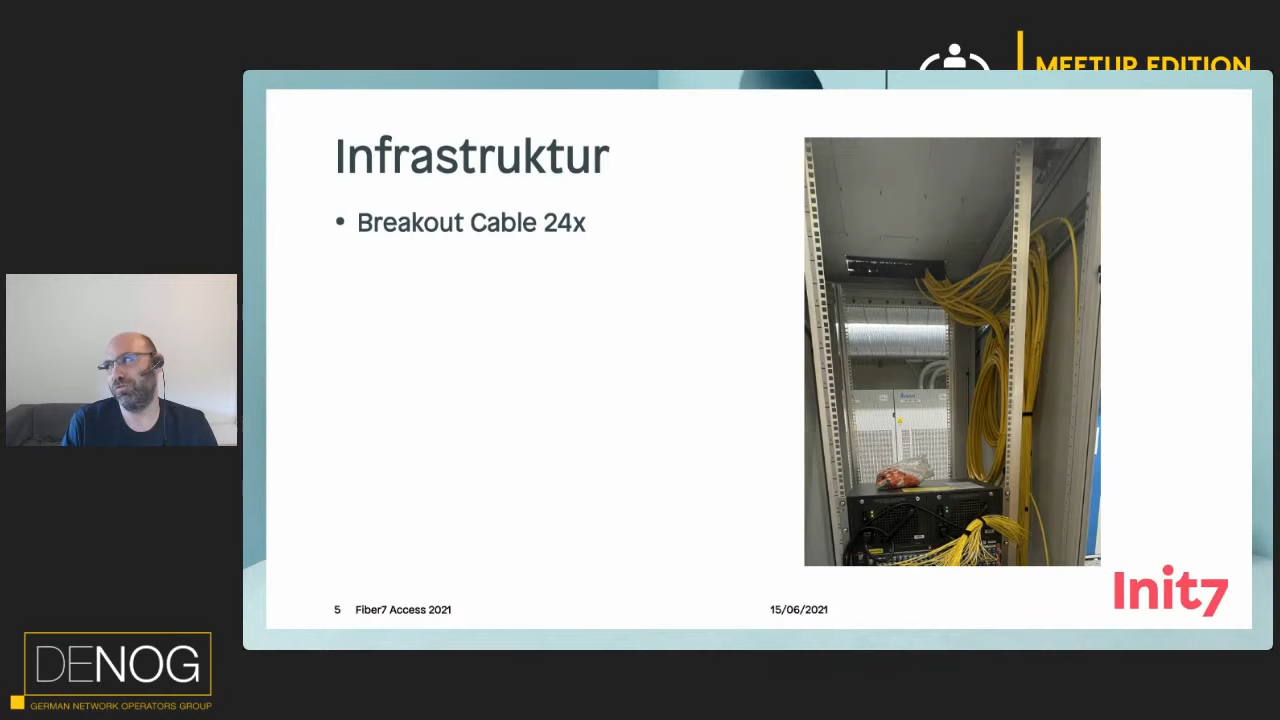 MEETUP EDITION
Infrastruktur
• Breakout Cable 24x
Init7
5 Fiber7 Access 2021
15/06/2021
DENOG
GERMAN NETWORK OPERATORS GROUP